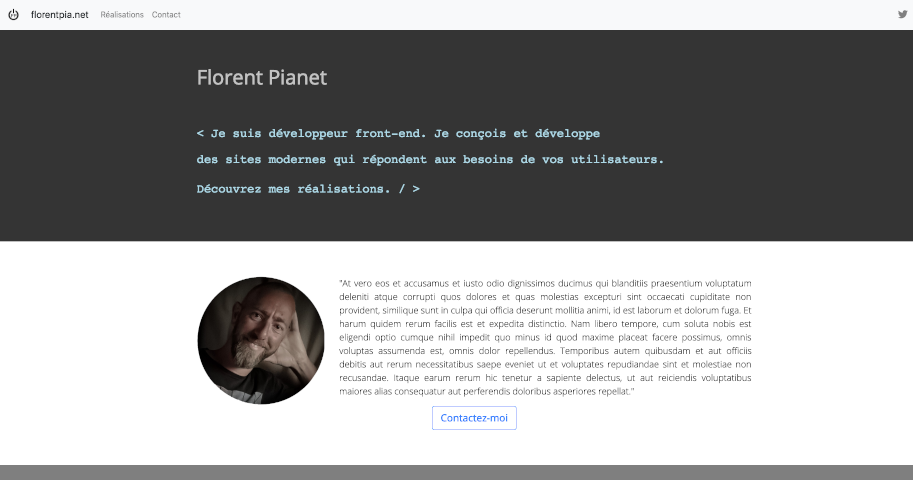 florentpia.net Réalisations Contact
Florent Pianet
< Je suis développeur front-end. Je conçois et développe
des sites modernes qui répondent aux besoins de vos utilisateurs.
Découvrez mes réalisations. / >
"At vero eos et accusamus et iusto odio dignissimos ducimus qui blanditiis praesentium voluptatum
deleniti atque corrupti quos dolores et quas molestias excepturi sint occaecati cupiditate non
provident, similique sunt in culpa qui officia deserunt mollitia animi, id est laborum et dolorum fuga. Et
harum quidem rerum facilis est et expedita distinctio. Nam libero tempore, cum soluta nobis est
eligendi optio cumque nihil impedit quo minus id quod maxime placeat facere possimus, omnis
voluptas assumenda est, omnis dolor repellendus. Temporibus autem quibusdam et aut officiis
debitis aut rerum necessitatibus saepe eveniet ut et voluptates repudiandae sint et molestiae non
recusandae. Itaque earum rerum hic tenetur a sapiente delectus, ut aut reiciendis voluptatibus
maiores alias consequatur aut perferendis doloribus asperiores repellat."
Contactez-moi